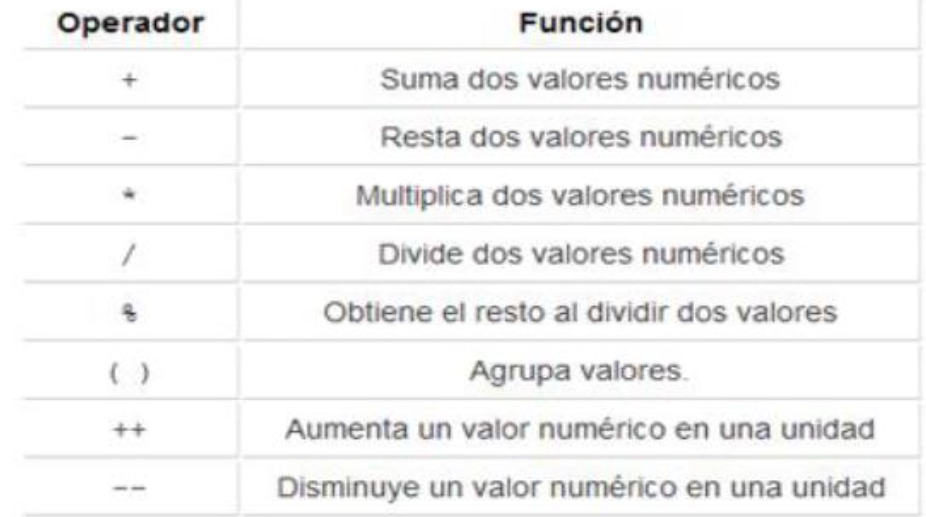 Operador Función
+ Suma dos valores numéricos
- Resta dos valores numéricos
* Multiplica dos valores numéricos
/ Divide dos valores numéricos
% Obtiene el resto al dividir dos valores
( ) Agrupa valores.
++ Aumenta un valor numérico en una unidad
-- Disminuye un valor numérico en una unidad